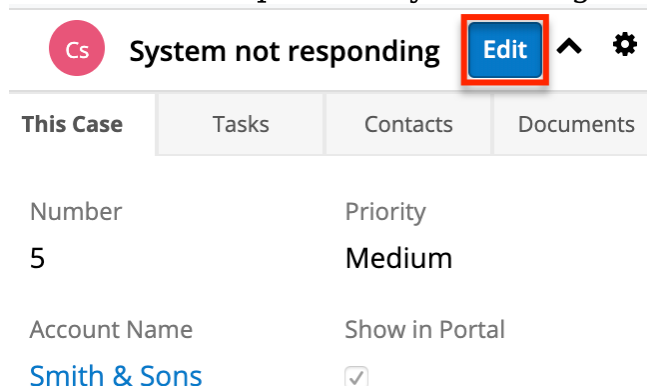 Cs System not responding Edit
This Case Tasks Contacts Documents
Number Priority
5 Medium
Account Name Show in Portal
Smith & Sons